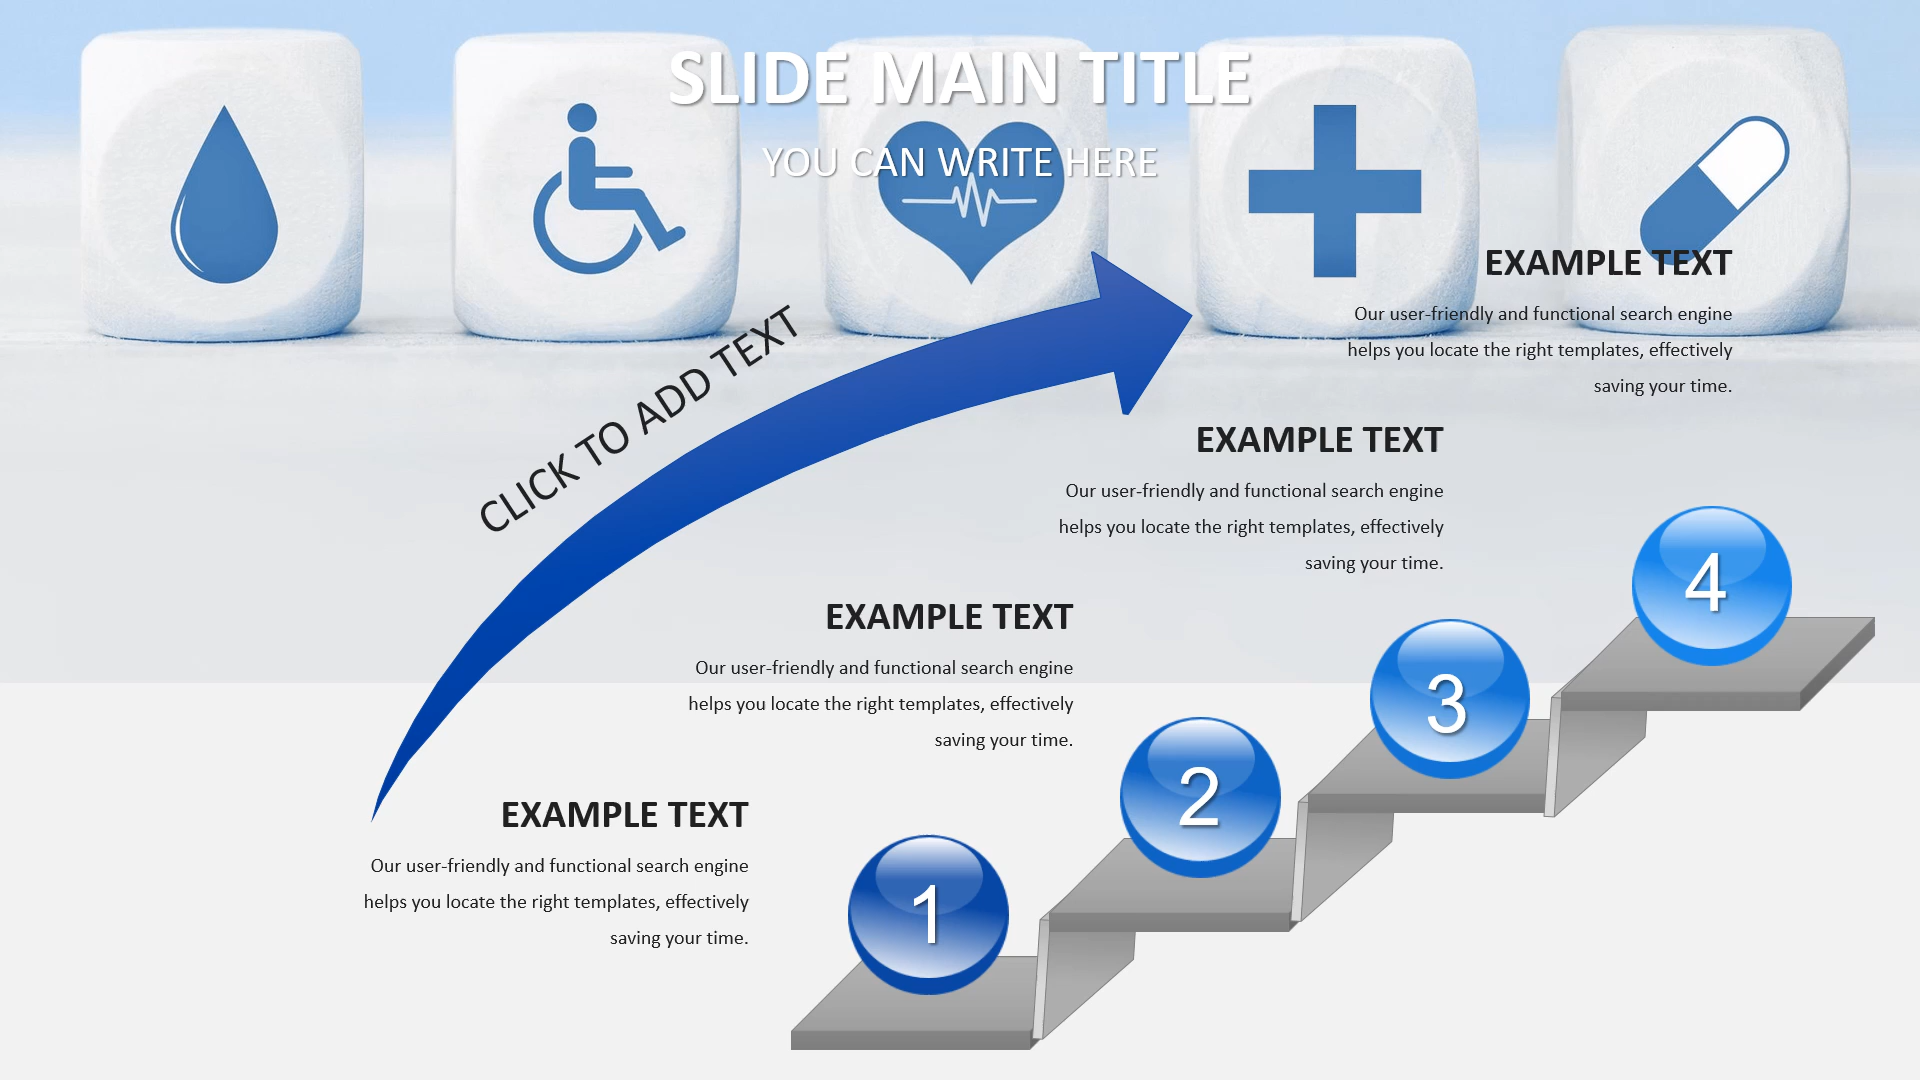 SLIDE MAIN TITLE
YOU CAN WRITE HERE
CLICK TO ADD TEXT
EXAMPLE TEXT
Our user-friendly and functional search engine
helps you locate the right templates, effectively
saving your time.
EXAMPLE TEXT
Our user-friendly and functional search engine
helps you locate the right templates, effectively
saving your time.
EXAMPLE TEXT
Our user-friendly and functional search engine
helps you locate the right templates, effectively
saving your time.
EXAMPLE TEXT
Our user-friendly and functional search engine
helps you locate the right templates, effectively
saving your time.
4
3
2
1